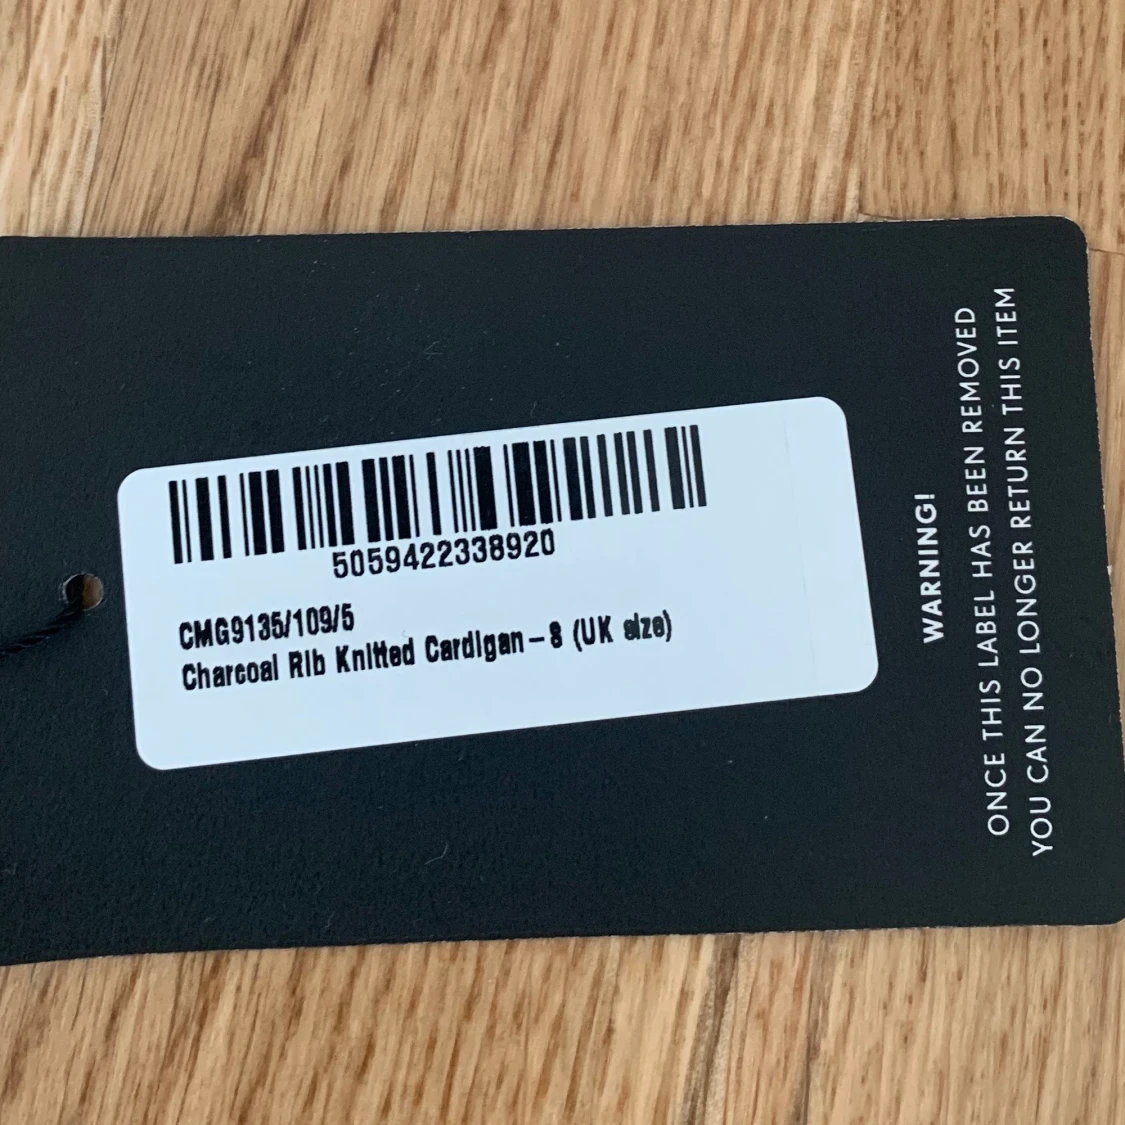 5059422338920
CMG9135/109/5
Charcoal Rib Knitted Cardigan - 8 (UK size)
WARNING!
ONCE THIS LABEL HAS BEEN REMOVED
YOU CAN NO LONGER RETURN THIS ITEM